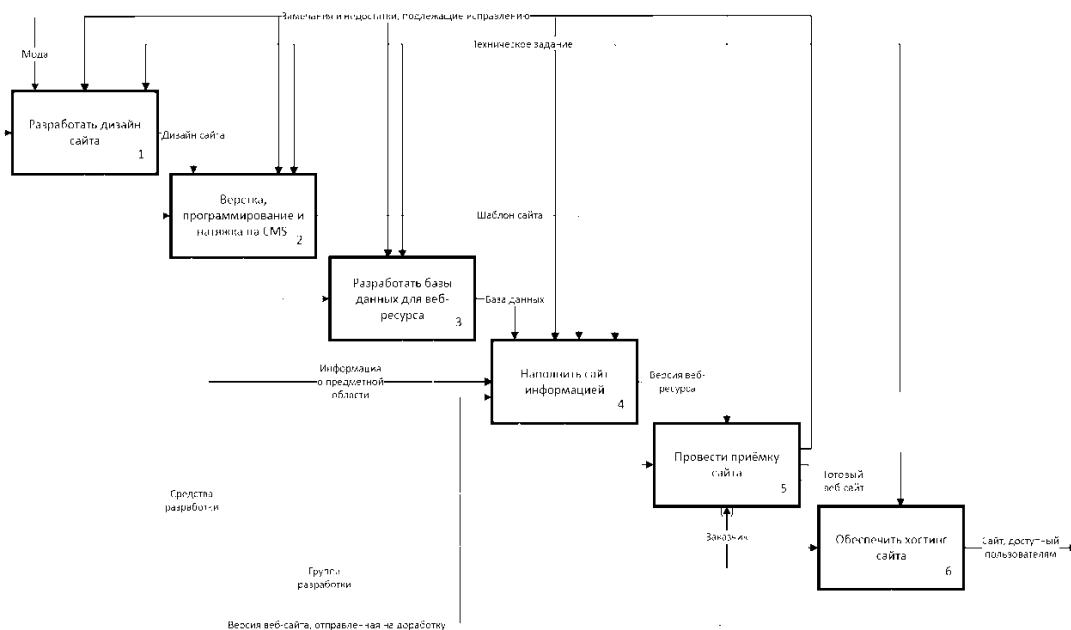 Замечания и недостатки, подлежащие исправлению
Техническое задание
Мода
Разработать дизайн
сайта
1
Дизайн сайта
Верстка,
программирование и
натяжка на CMS
2
Шаблон сайта
Разработать базы
данных для веб-
ресурса
3
База данных
Информация
о предметной
области
Наполнить сайт
информацией
4
Версия веб-
ресурса
Провести приёмку
сайта
5
Готовый
веб сайт
Средства
разработки
Заказчик
Обеспечить хостинг
сайта
6
Сайт, доступный
пользователям
Группа
разработки
Версия веб-сайта, отправленная на доработку